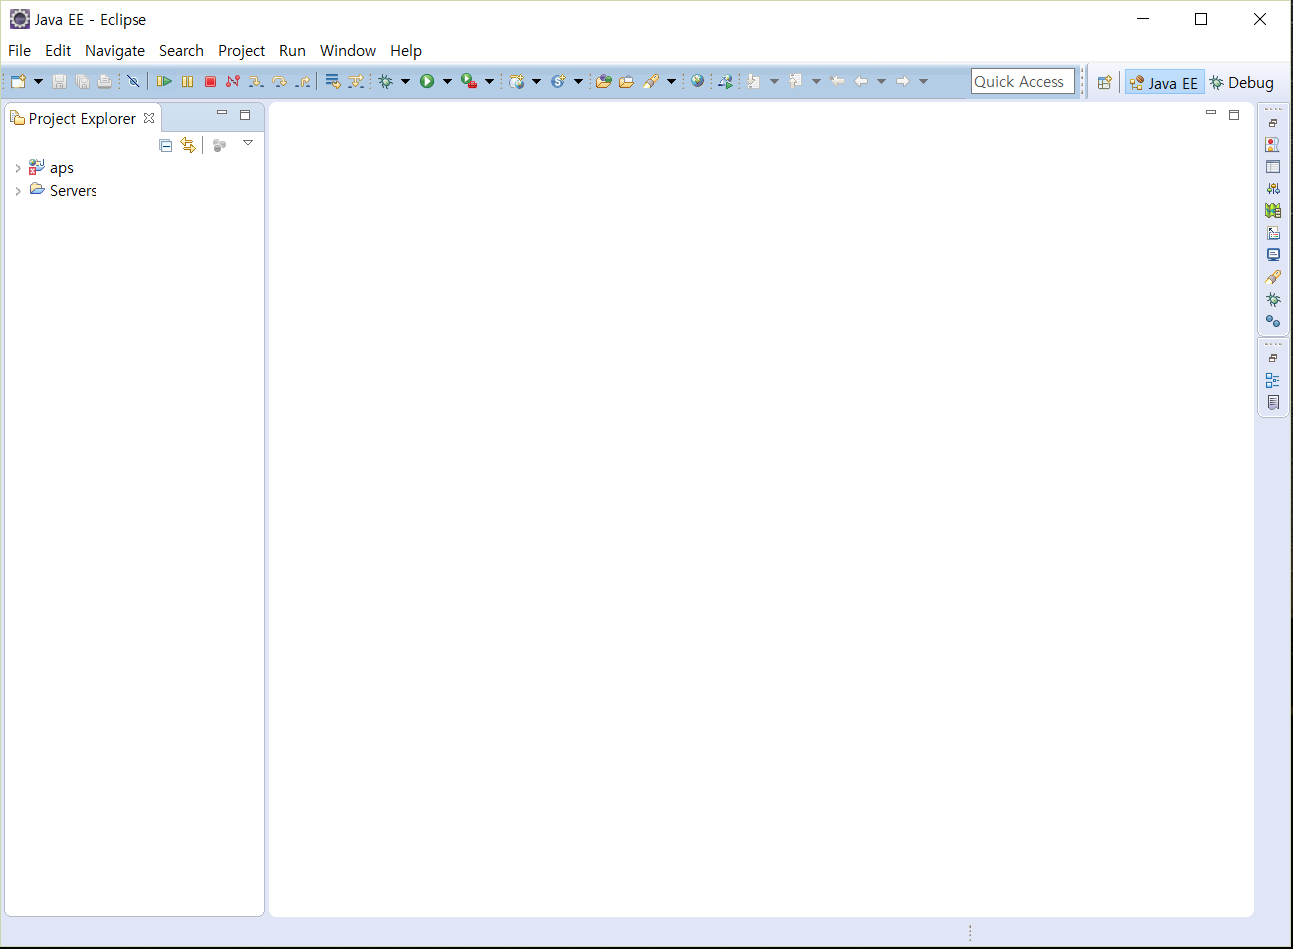 Java EE - Eclipse
File Edit Navigate Search Project Run Window Help
Quick Access Java EE Debug
Project Explorer
aps
Servers